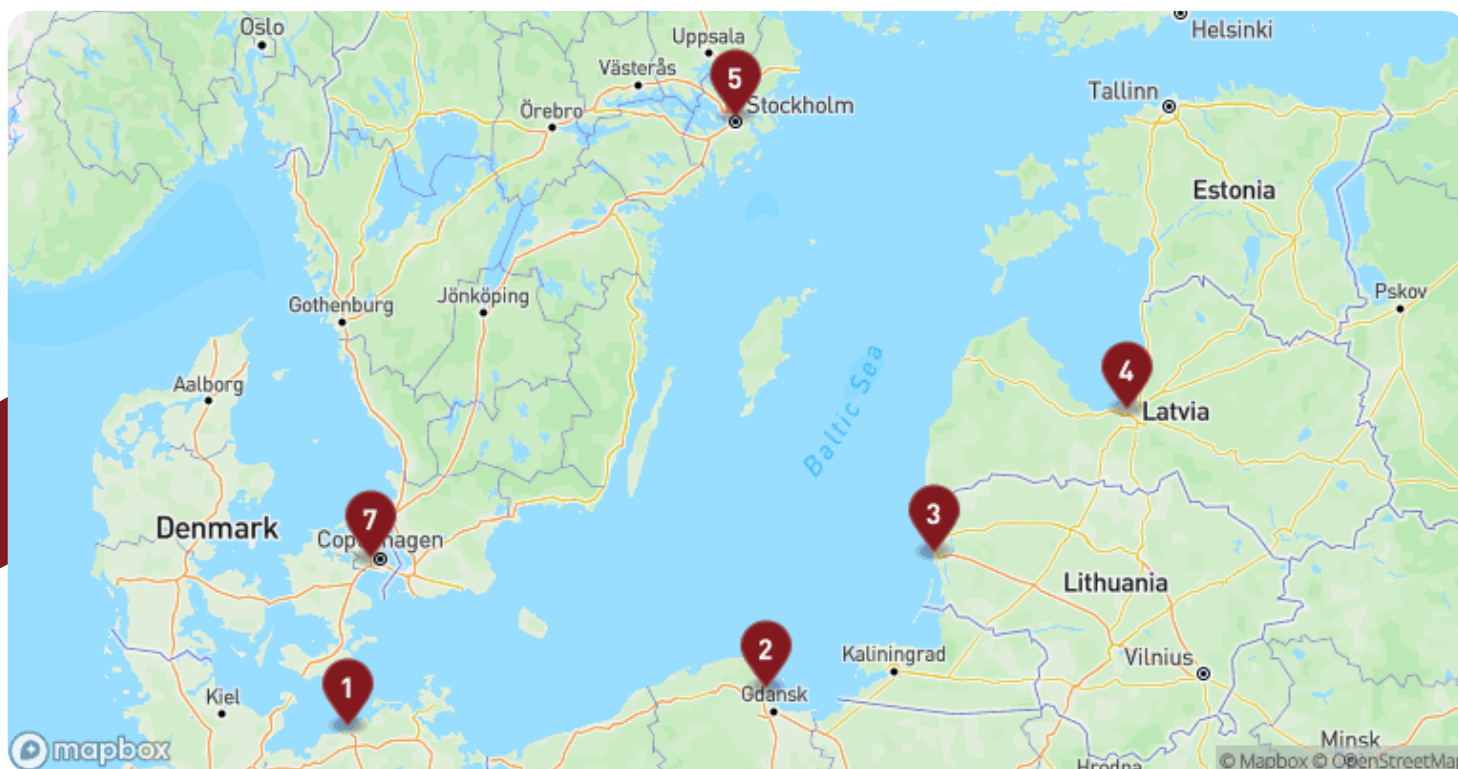 Oslo
Helsinki
Uppsala
Västerås
5
Stockholm
Örebro
Tallinn
Estonia
Gothenburg
Jönköping
Pskov
Aalborg
Baltic Sea
4
Latvia
Denmark
7
Copenhagen
3
Lithuania
2
Kaliningrad
Vilnius
1
Kiel
Gdansk
mapbox
Minsk
Hrodna
© Mapbox © OpenStreetMap